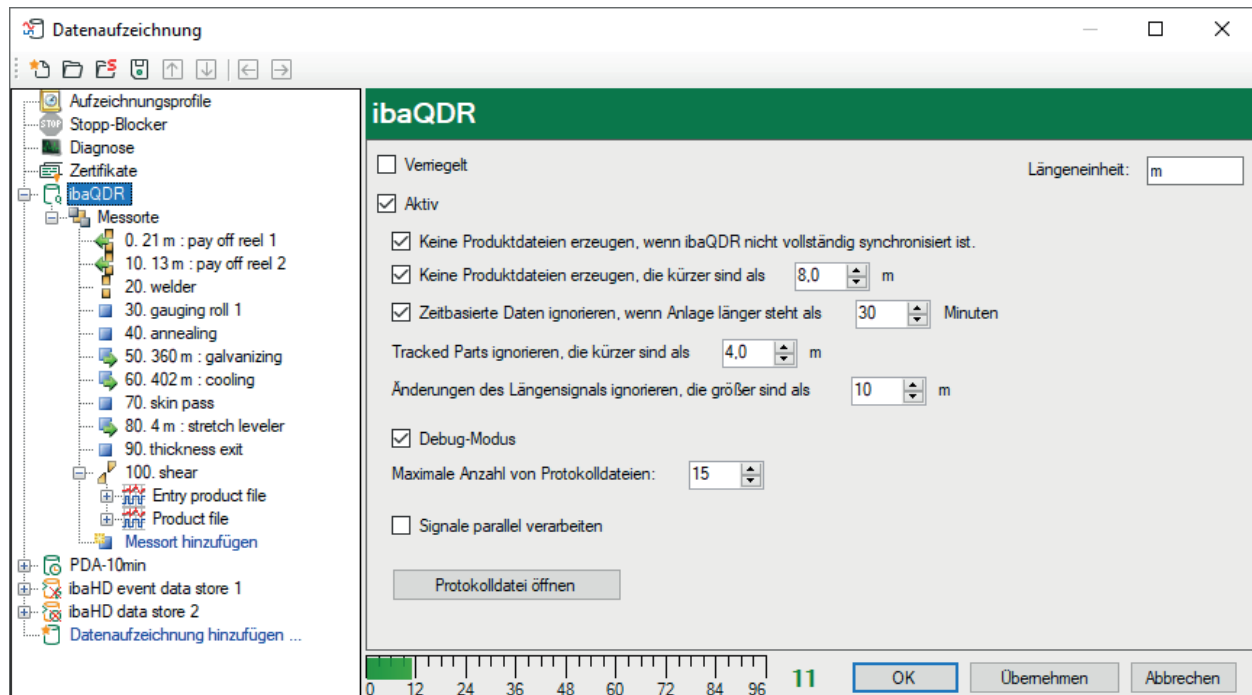 Datenaufzeichnung
Aufzeichnungsprofile
STOP
Stopp-Blocker
Diagnose
Zertifikate
ibaQDR
Messorte
0. 21 m : pay off reel 1
10. 13 m : pay off reel 2
20. welder
30. gauging roll 1
40. annealing
50. 360 m : galvanizing
60. 402 m : cooling
70. skin pass
80. 4 m : stretch leveler
90. thickness exit
100. shear
Entry product file
Product file
Messort hinzufügen
PDA-10min
ibaHD event data store 1
ibaHD data store 2
Datenaufzeichnung hinzufügen ...
ibaQDR
Verriegelt
Längeneinheit: m
Aktiv
Keine Produktdateien erzeugen, wenn ibaQDR nicht vollständig synchronisiert ist.
Keine Produktdateien erzeugen, die kürzer sind als 8,0 m
Zeitbasierte Daten ignorieren, wenn Anlage länger steht als 30 Minuten
Tracked Parts ignorieren, die kürzer sind als 4,0 m
Änderungen des Längensignals ignorieren, die größer sind als 10 m
Debug-Modus
Maximale Anzahl von Protokolldateien: 15
Signale parallel verarbeiten
Protokolldatei öffnen
0 12 24 36 48 60 72 84 96
11
OK Übernehmen Abbrechen